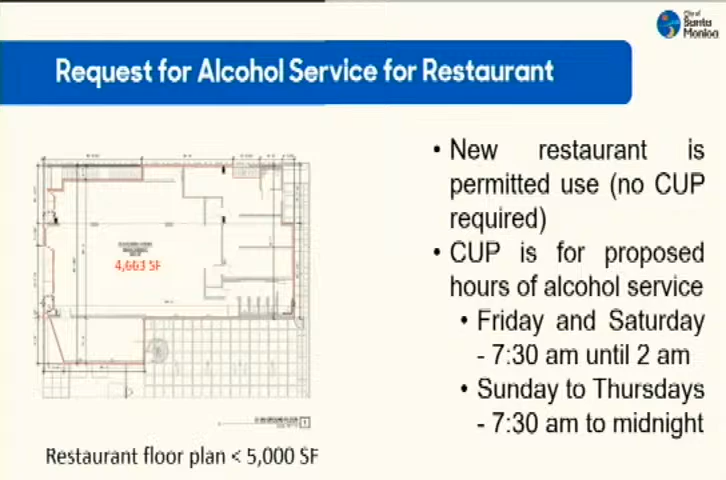 City of
Santa
Monica
Request for Alcohol Service for Restaurant
4,663 SF
Restaurant floor plan < 5,000 SF
• New restaurant is
permitted use (no CUP
required)
• CUP is for proposed
hours of alcohol service
• Friday and Saturday
- 7:30 am until 2 am
• Sunday to Thursdays
- 7:30 am to midnight